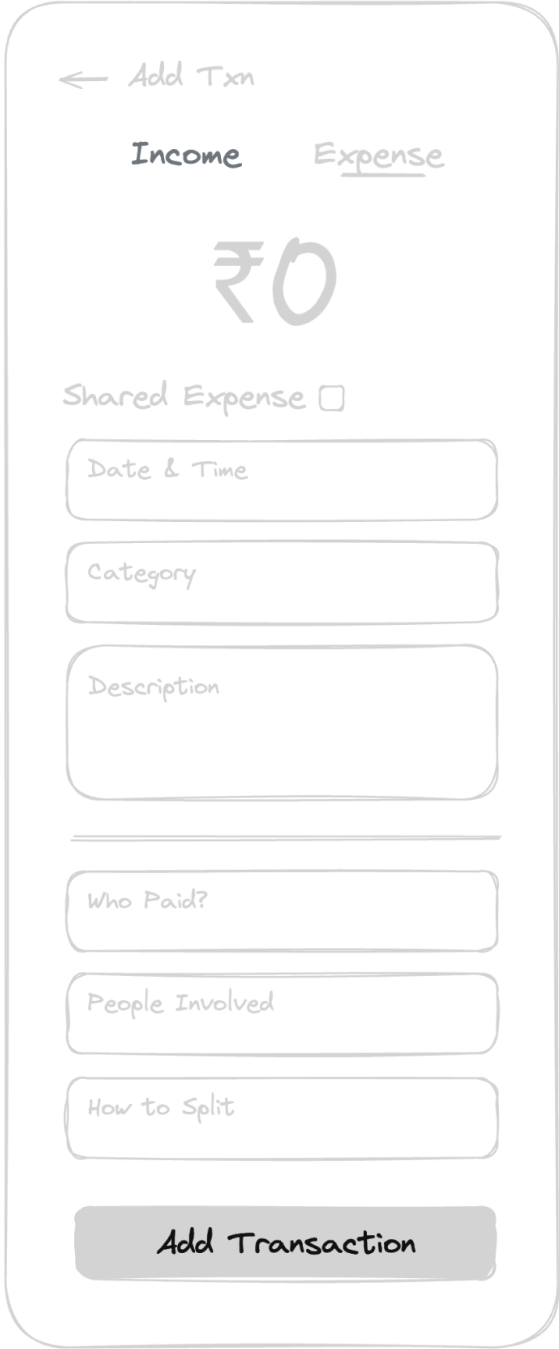 ← Add Txn
Income Expense
₹0
Shared Expense
Date & Time
Category
Description
Who Paid?
People Involved
How to Split
Add Transaction